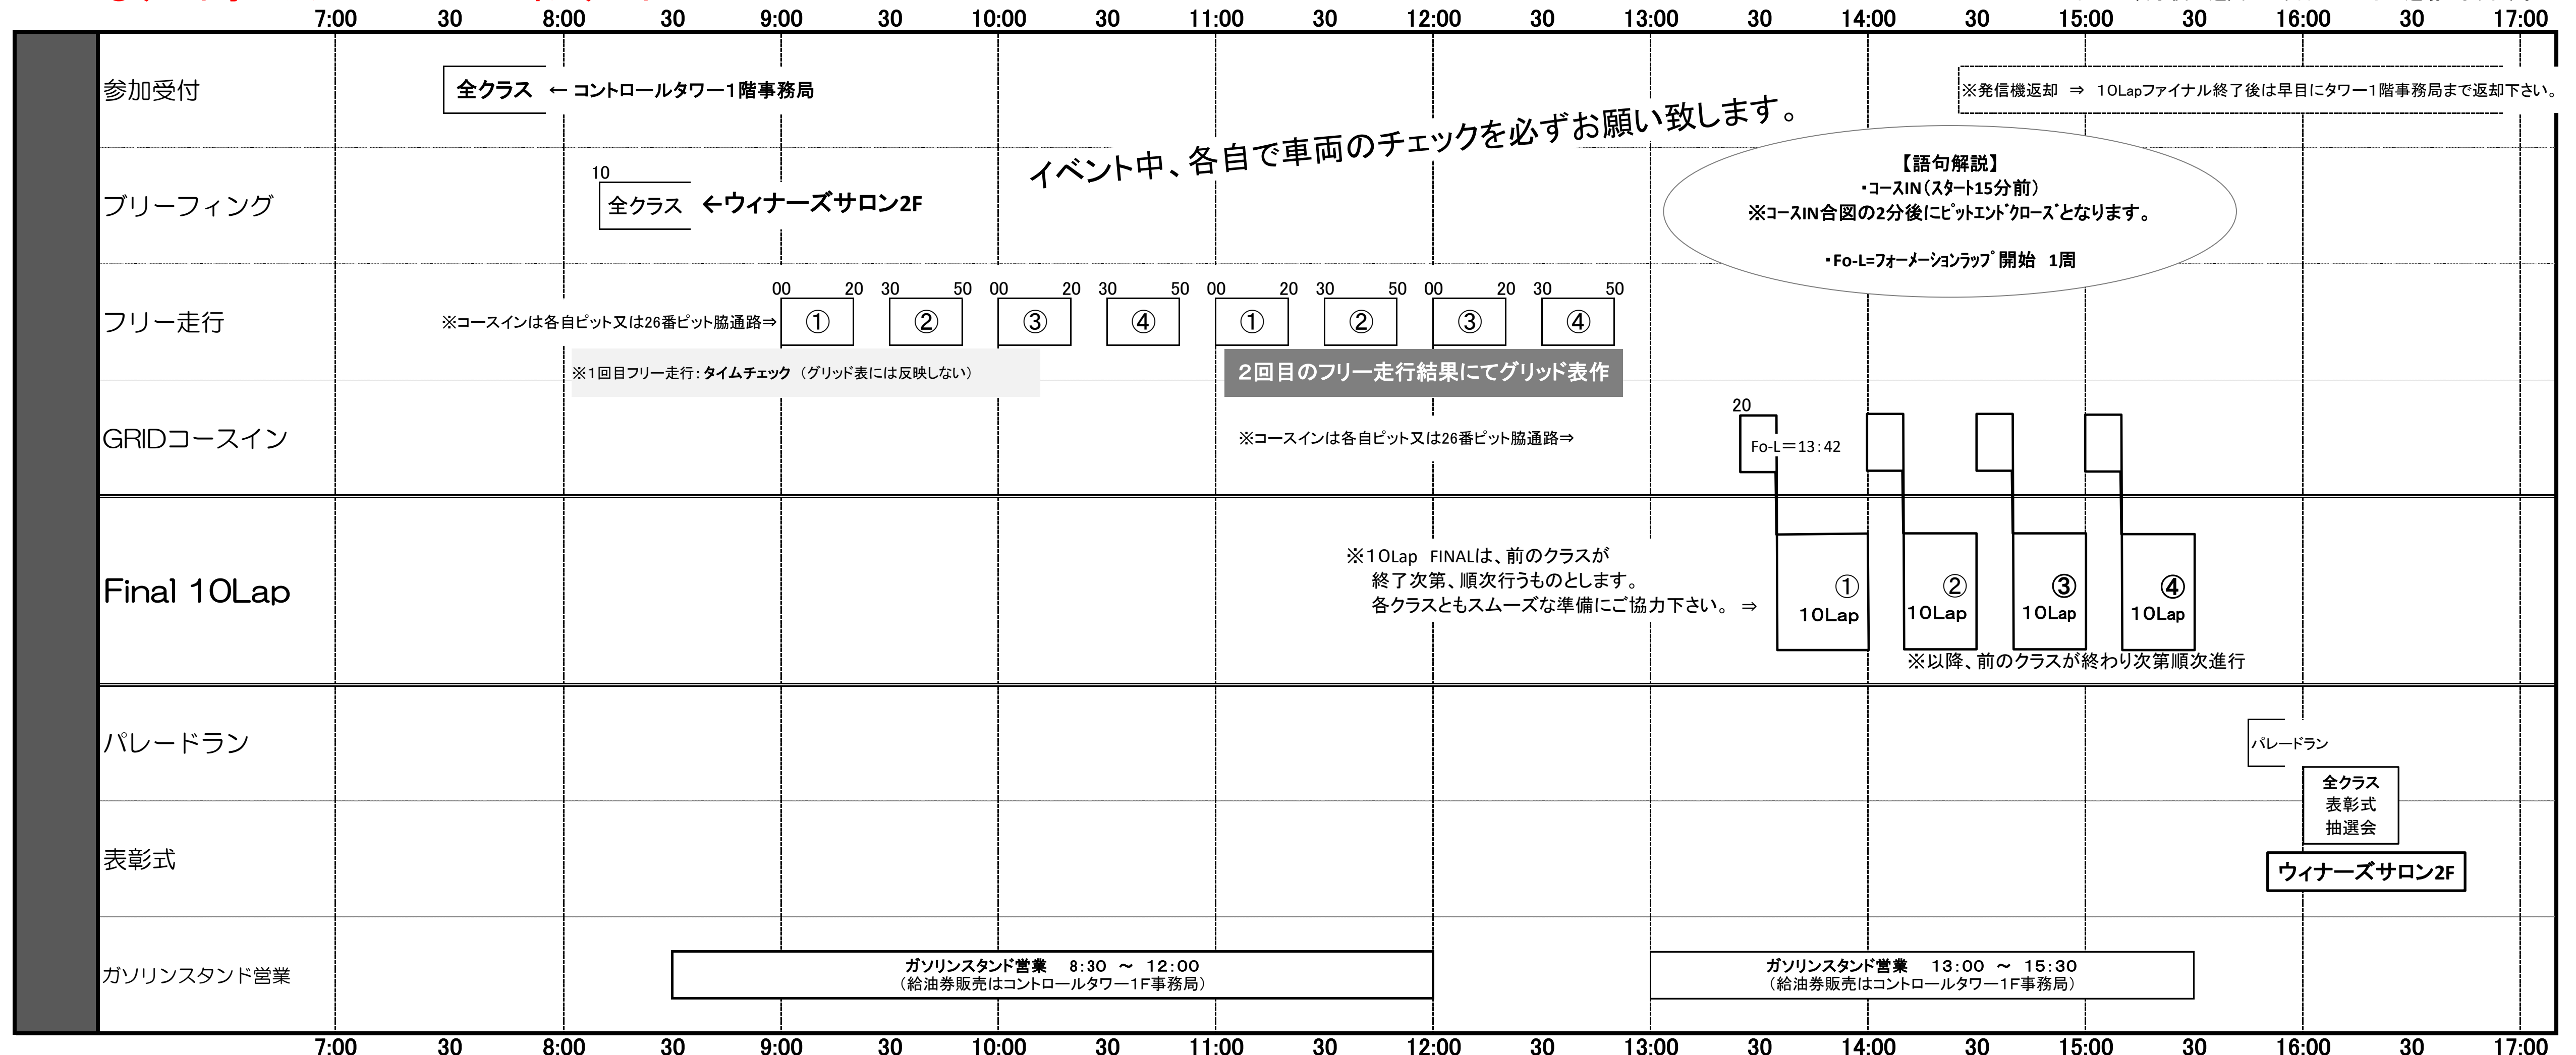 7:00 30 8:00 30 9:00 30 10:00 30 11:00 30 12:00 30 13:00 30 14:00 30 15:00 30 16:00 30 17:00
参加受付
全クラス ← コントロールタワー1階事務局
※発信機返却 ⇒ 10Lapファイナル終了後は早目にタワー1階事務局まで返却下さい。
イベント中、各自で車両のチェックを必ずお願い致します。
ブリーフィング
10
全クラス ←ウィナーズサロン2F
【語句解説】
・コースIN（スタート15分前）
※コースIN合図の2分後にピットエンドクローズとなります。
・Fo-L=フォーメーションラップ開始 1周
フリー走行
00 20 30 50 00 20 30 50 00 20 30 50 00 20 30 50
※コースインは各自ピット又は26番ピット脇通路⇒
① ② ③ ④ ① ② ③ ④
※1回目フリー走行：タイムチェック （グリッド表には反映しない）
2回目のフリー走行結果にてグリッド表作
GRIDコースイン
※コースインは各自ピット又は26番ピット脇通路⇒
20
Fo-L＝13:42
Final 10Lap
※10Lap FINALは、前のクラスが
終了次第、順次行うものとします。
各クラスともスムーズな準備にご協力下さい。 ⇒
① ② ③ ④
10Lap 10Lap 10Lap 10Lap
※以降、前のクラスが終わり次第順次進行
パレードラン
パレードラン
表彰式
全クラス
表彰式
抽選会
ウィナーズサロン2F
ガソリンスタンド営業
ガソリンスタンド営業 8:30 ～ 12:00
（給油券販売はコントロールタワー1F事務局）
ガソリンスタンド営業 13:00 ～ 15:30
（給油券販売はコントロールタワー1F事務局）
7:00 30 8:00 30 9:00 30 10:00 30 11:00 30 12:00 30 13:00 30 14:00 30 15:00 30 16:00 30 17:00